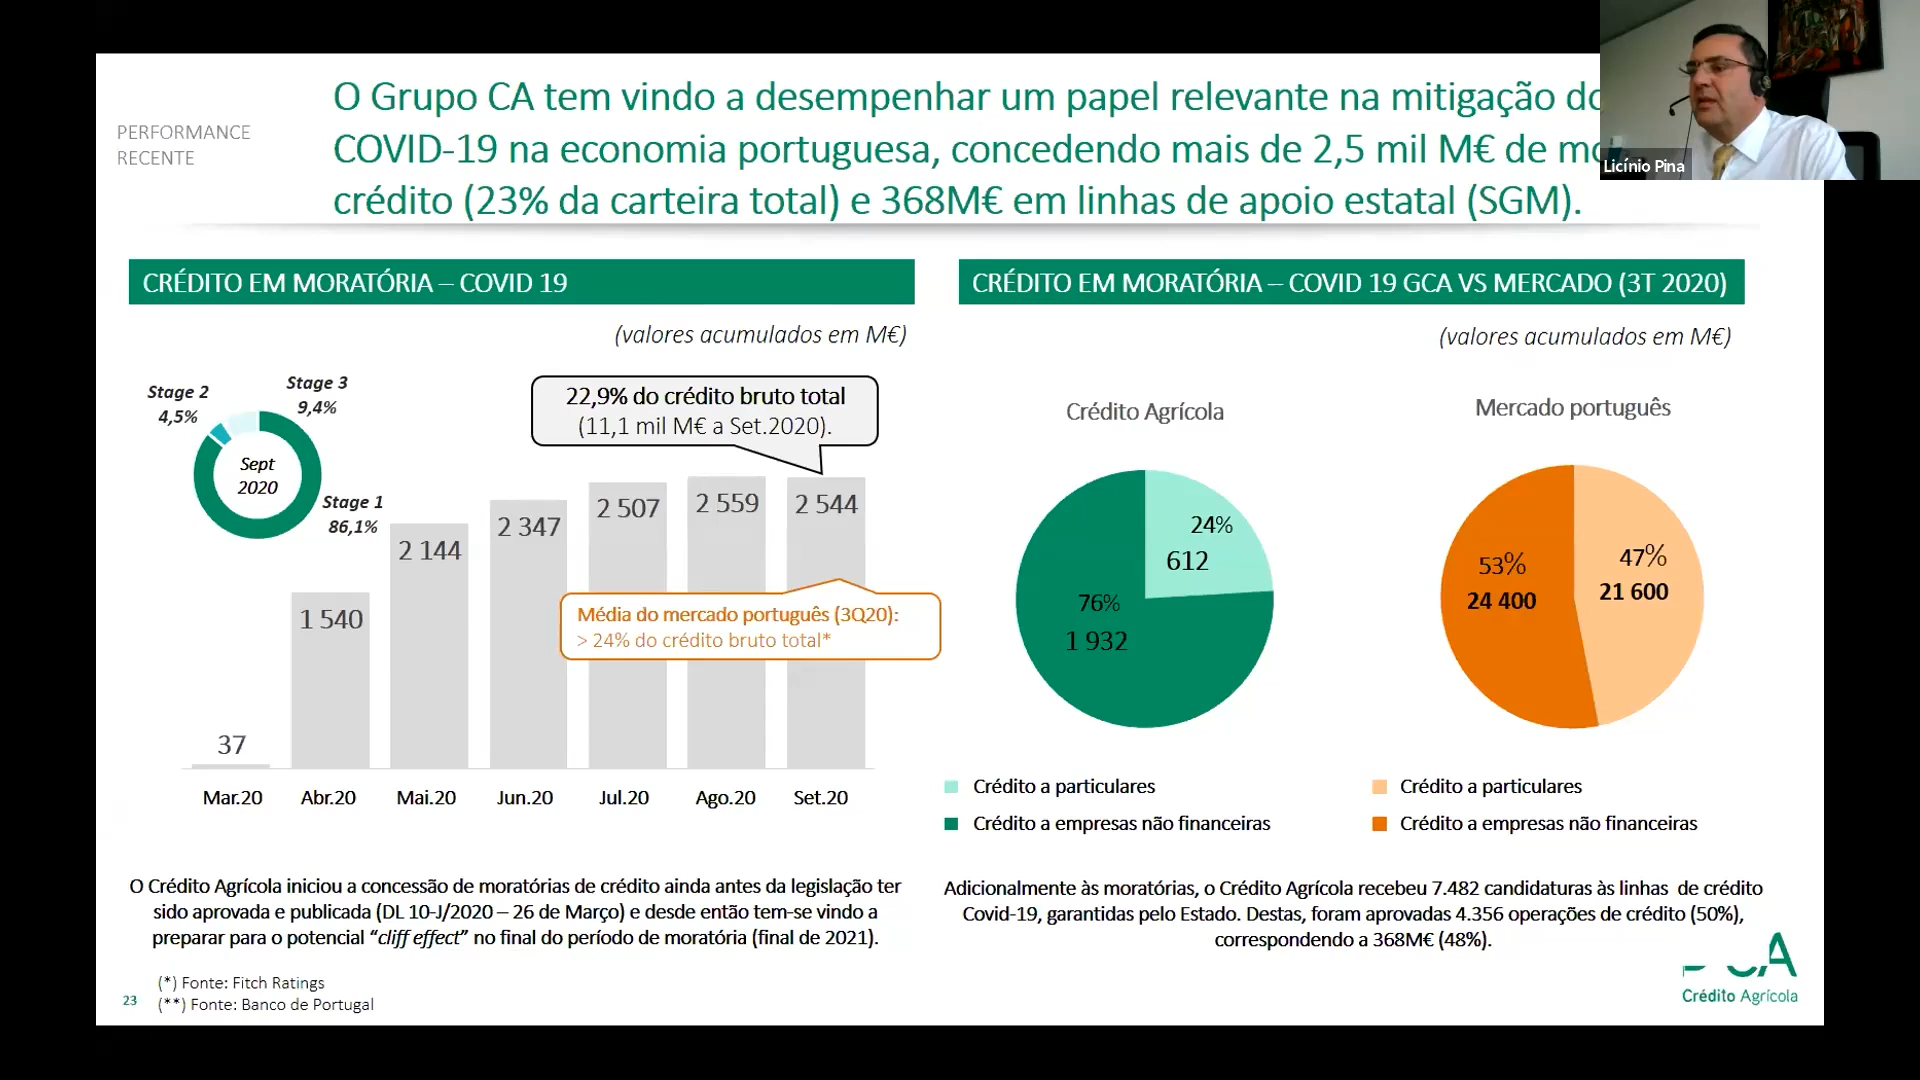 PERFORMANCE
RECENTE
O Grupo CA tem vindo a desempenhar um papel relevante na mitigação
COVID-19 na economia portuguesa, concedendo mais de 2,5 mil M€ de
crédito (23% da carteira total) e 368M€ em linhas de apoio estatal (SGM).
Licínio Pina
CRÉDITO EM MORATÓRIA – COVID 19
(valores acumulados em M€)
Stage 2
4,5%
Stage 3
9,4%
Sept
2020
Stage 1
86,1%
22,9% do crédito bruto total
(11,1 mil M€ a Set.2020).
37
1 540
2 144
2 347
2 507
2 559
2 544
Média do mercado português (3Q20):
> 24% do crédito bruto total*
Mar.20
Abr.20
Mai.20
Jun.20
Jul.20
Ago.20
Set.20
O Crédito Agrícola iniciou a concessão de moratórias de crédito ainda antes da legislação ter
sido aprovada e publicada (DL 10-J/2020 – 26 de Março) e desde então tem-se vindo a
preparar para o potencial “cliff effect” no final do período de moratória (final de 2021).
CRÉDITO EM MORATÓRIA – COVID 19 GCA VS MERCADO (3T 2020)
(valores acumulados em M€)
Crédito Agrícola
24%
612
76%
1 932
Crédito a particulares
Crédito a empresas não financeiras
Mercado português
53%
24 400
47%
21 600
Crédito a particulares
Crédito a empresas não financeiras
Adicionalmente às moratórias, o Crédito Agrícola recebeu 7.482 candidaturas às linhas de crédito
Covid-19, garantidas pelo Estado. Destas, foram aprovadas 4.356 operações de crédito (50%),
correspondendo a 368M€ (48%).
(*) Fonte: Fitch Ratings
(**) Fonte: Banco de Portugal
23
CA
Crédito Agrícola